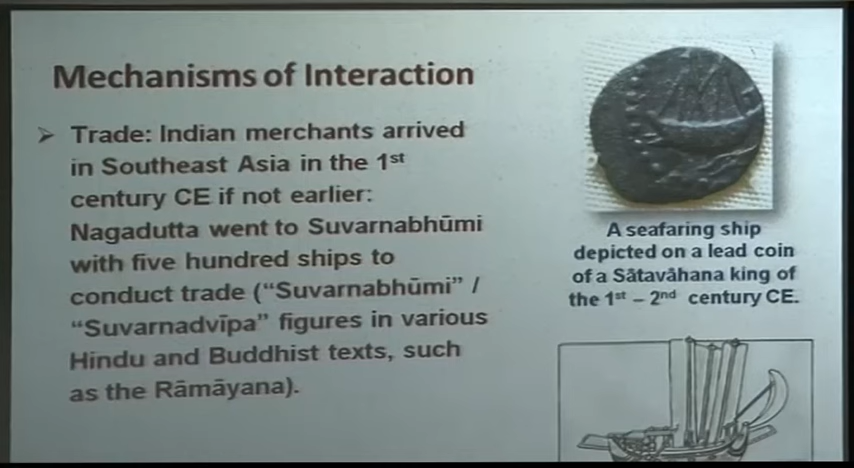 Mechanisms of Interaction
➢ Trade: Indian merchants arrived
in Southeast Asia in the 1st
century CE if not earlier:
Nagadutta went to Suvarnabhūmi
with five hundred ships to
conduct trade (“Suvarnabhūmi” /
“Suvarnadvīpa” figures in various
Hindu and Buddhist texts, such
as the Rāmāyana).
A seafaring ship
depicted on a lead coin
of a Sātavāhana king of
the 1st – 2nd century CE.